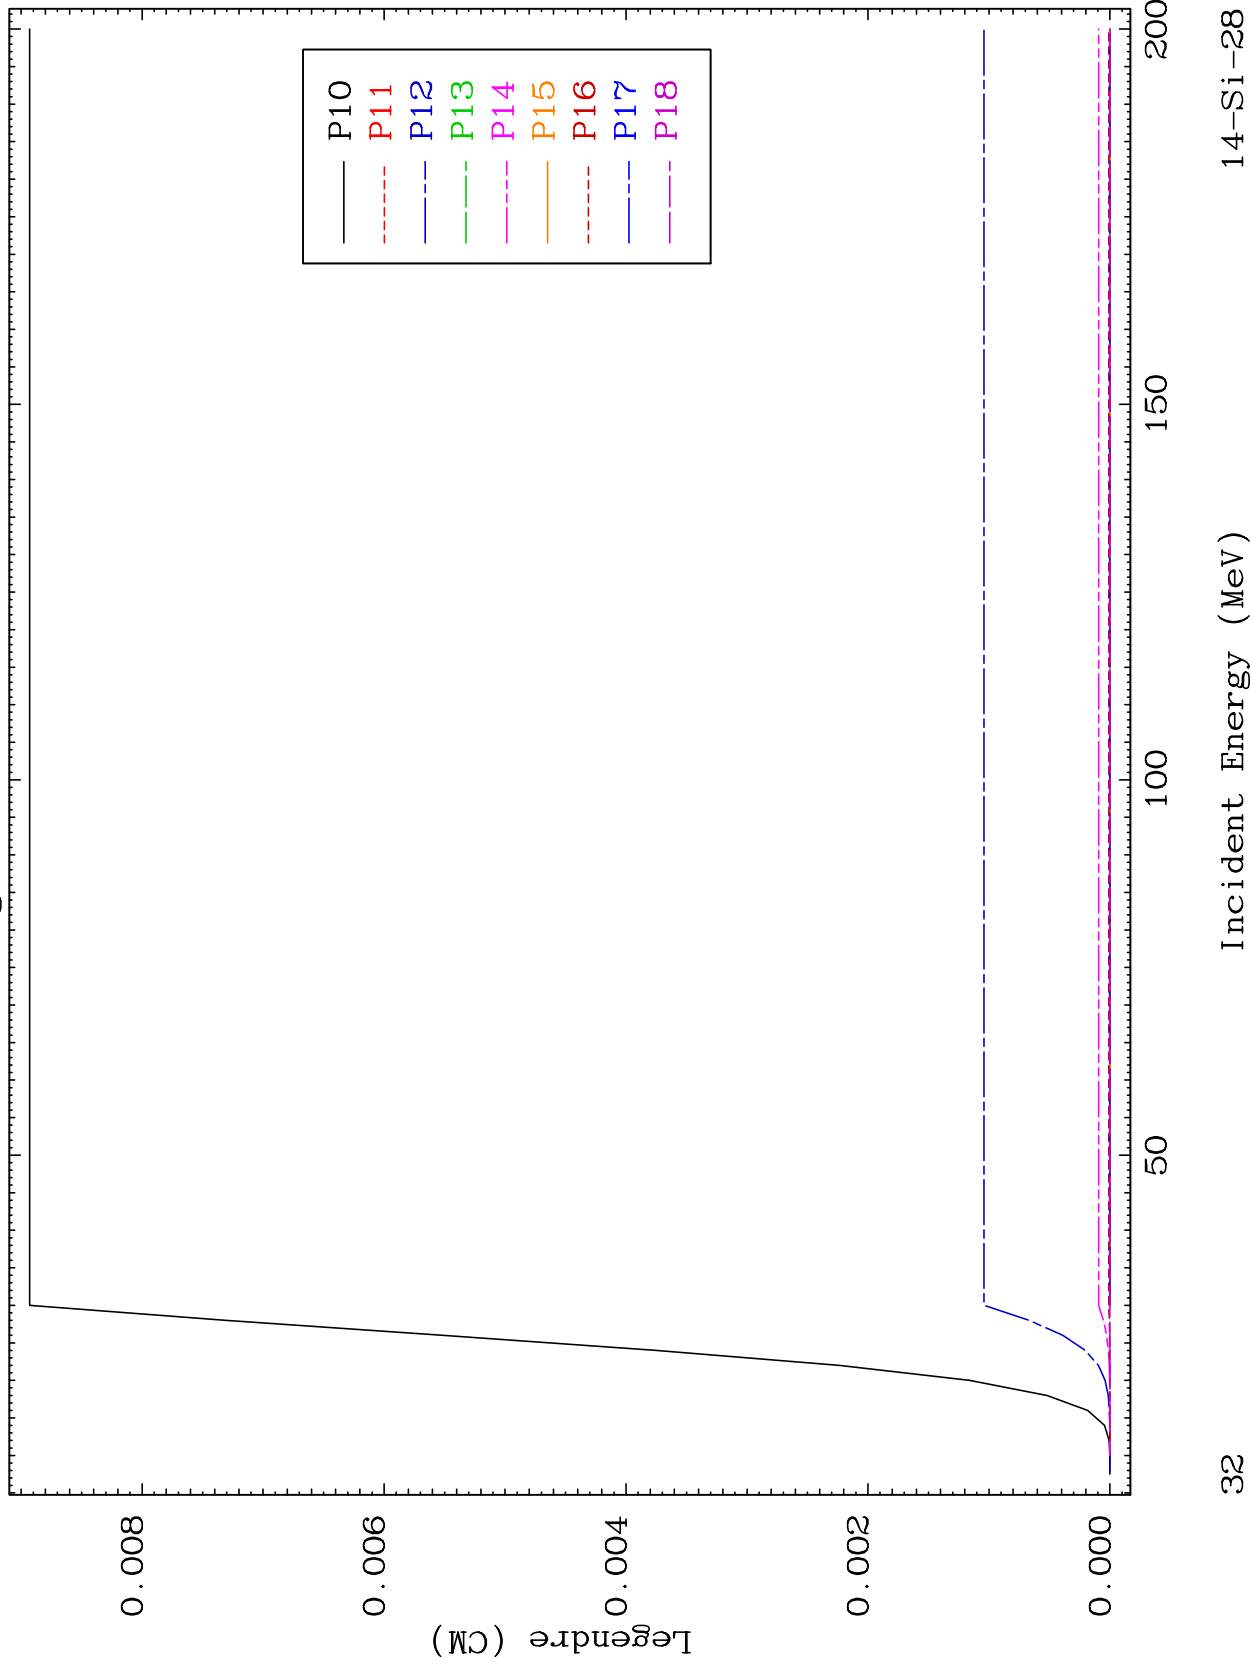 P10
P11
P12
P13
P14
P15
P16
P17
P18
0.008
0.006
0.004
0.002
0.000
Legendre (CM)
50
100
150
200
Incident Energy (MeV)
32
14-Si-28